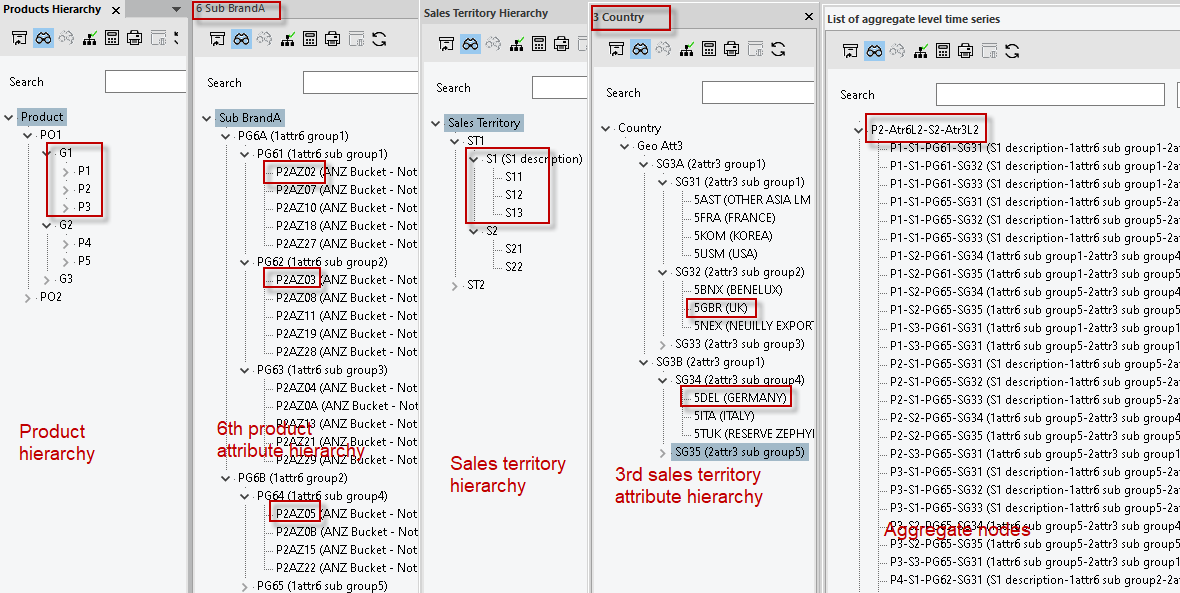 Products Hierarchy
Search
Product
PO1
G1
P1
P2
P3
G2
P4
P5
G3
PO2
Product
hierarchy
6 Sub BrandA
Search
Sub BrandA
PG6A (1attr6 group1)
PG61 (1attr6 sub group1)
P2AZ02 (ANZ Bucket - Not
P2AZ07 (ANZ Bucket - Not
P2AZ10 (ANZ Bucket - Not
P2AZ18 (ANZ Bucket - Not
P2AZ27 (ANZ Bucket - Not
PG62 (1attr6 sub group2)
P2AZ03 (ANZ Bucket - Not
P2AZ08 (ANZ Bucket - Not
P2AZ11 (ANZ Bucket - Not
P2AZ19 (ANZ Bucket - Not
P2AZ28 (ANZ Bucket - Not
PG63 (1attr6 sub group3)
P2AZ04 (ANZ Bucket - Not
P2AZ0A (ANZ Bucket - Not
P2AZ13 (ANZ Bucket - Not
P2AZ21 (ANZ Bucket - Not
P2AZ29 (ANZ Bucket - Not
PG6B (1attr6 group2)
PG64 (1attr6 sub group4)
P2AZ05 (ANZ Bucket - Not
P2AZ0B (ANZ Bucket - Not
P2AZ15 (ANZ Bucket - Not
P2AZ22 (ANZ Bucket - Not
PG65 (1attr6 sub group5)
6th product
attribute hierarchy
Sales Territory Hierarchy
Search
Sales Territory
ST1
S1 (S1 description)
S11
S12
S13
S2
S21
S22
ST2
Sales territory
hierarchy
3 Country
Search
Country
Geo Att3
SG3A (2attr3 group1)
SG31 (2attr3 sub group1)
5AST (OTHER ASIA LM
5FRA (FRANCE)
5KOM (KOREA)
5USM (USA)
SG32 (2attr3 sub group2)
5BNX (BENELUX)
5GBR (UK)
5NEX (NEUILLY EXPORT
SG33 (2attr3 sub group3)
SG3B (2attr3 group1)
SG34 (2attr3 sub group4)
5DEL (GERMANY)
5ITA (ITALY)
5TUK (RESERVE ZEPHYI
SG35 (2attr3 sub group5)
3rd sales territory
attribute hierarchy
List of aggregate level time series
Search
P2-Atr6L2-S2-Atr3L2
P1-S1-PG61-SG31 (S1 description-1attr6 sub group1-2a
P1-S1-PG61-SG32 (S1 description-1attr6 sub group1-2a
P1-S1-PG61-SG33 (S1 description-1attr6 sub group1-2a
P1-S1-PG65-SG31 (S1 description-1attr6 sub group5-2a
P1-S1-PG65-SG32 (S1 description-1attr6 sub group5-2a
P1-S1-PG65-SG33 (S1 description-1attr6 sub group5-2a
P1-S2-PG61-SG34 (1attr6 sub group1-2attr3 sub group4
P1-S2-PG61-SG35 (1attr6 sub group1-2attr3 sub group5
P1-S2-PG65-SG34 (1attr6 sub group5-2attr3 sub group4
P1-S2-PG65-SG35 (1attr6 sub group5-2attr3 sub group5
P1-S3-PG61-SG31 (1attr6 sub group1-2attr3 sub group1
P1-S3-PG65-SG31 (1attr6 sub group5-2attr3 sub group1
P2-S1-PG65-SG31 (S1 description-1attr6 sub group5-2a
P2-S1-PG65-SG32 (S1 description-1attr6 sub group5-2a
P2-S1-PG65-SG33 (S1 description-1attr6 sub group5-2a
P2-S2-PG65-SG34 (1attr6 sub group5-2attr3 sub group4
P2-S2-PG65-SG35 (1attr6 sub group5-2attr3 sub group5
P2-S3-PG65-SG31 (1attr6 sub group5-2attr3 sub group1
P3-S1-PG65-SG31 (S1 description-1attr6 sub group5-2a
P3-S1-PG65-SG32 (S1 description-1attr6 sub group5-2a
P3-S1-PG65-SG33 (S1 description-1attr6 sub group5-2a
P3-S2-PG65-SG34 (1attr6 sub group5-2attr3 sub group4
P3-S2-PG65-SG35 (1attr6 sub group5-2attr3 sub group5
P3-S3-PG65-SG31 (1attr6 sub group5-2attr3 sub group1
P4-S1-PG62-SG31 (S1 description-1attr6 sub group2-2a
Aggregate nodes